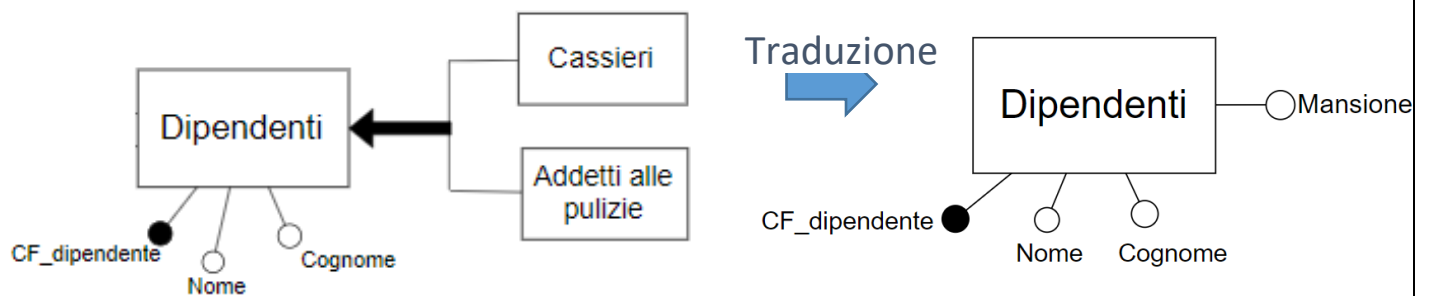 Dipendenti
Cassieri
Addetti alle
pulizie
CF_dipendente
Nome
Cognome
Traduzione
Dipendenti
Mansione
CF_dipendente
Nome
Cognome